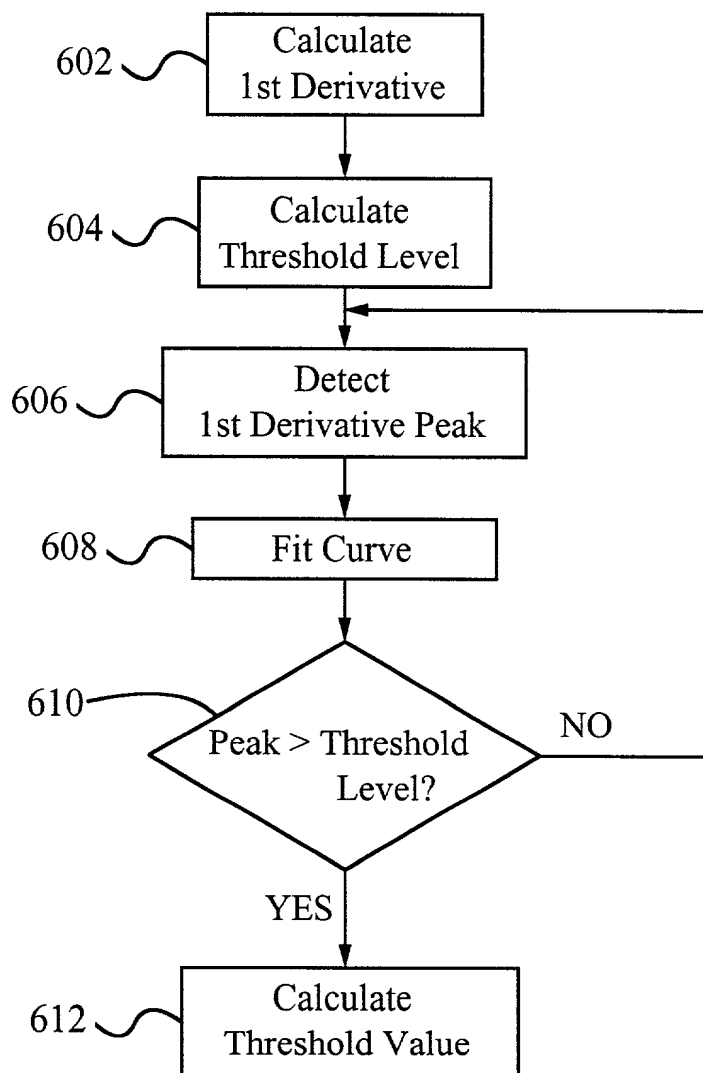 602
Calculate
1st Derivative
604
Calculate
Threshold Level
606
Detect
1st Derivative Peak
608
Fit Curve
610
Peak > Threshold
Level?
NO
YES
612
Calculate
Threshold Value